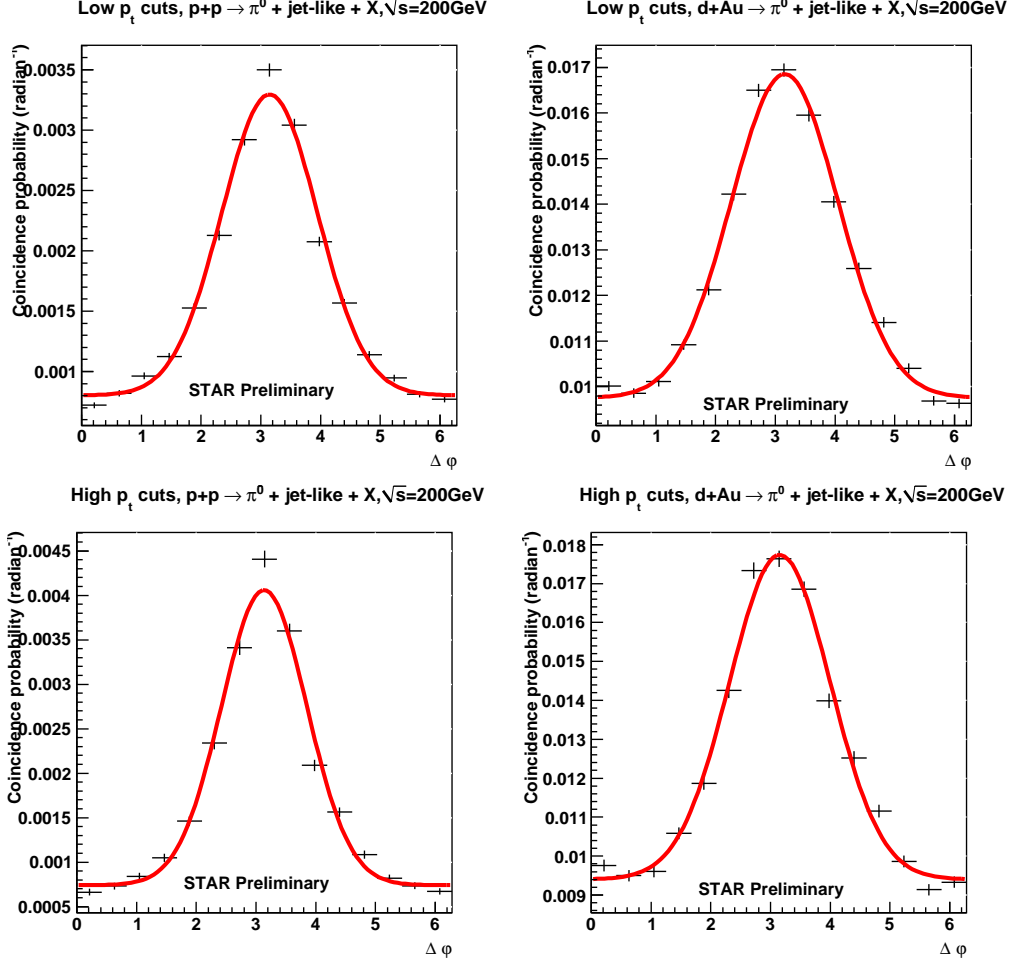 Low pt cuts, p+p → π⁰ + jet-like + X,√s=200GeV
Coincidence probability (radian⁻¹)
0.0035
0.003
0.0025
0.002
0.0015
0.001
STAR Preliminary
0 1 2 3 4 5 6
Δ φ
Low pt cuts, d+Au → π⁰ + jet-like + X,√s=200GeV
Coincidence probability (radian⁻¹)
0.017
0.016
0.015
0.014
0.013
0.012
0.011
0.01
STAR Preliminary
0 1 2 3 4 5 6
Δ φ
High pt cuts, p+p → π⁰ + jet-like + X,√s=200GeV
Coincidence probability (radian⁻¹)
0.0045
0.004
0.0035
0.003
0.0025
0.002
0.0015
0.001
0.0005
STAR Preliminary
0 1 2 3 4 5 6
Δ φ
High pt cuts, d+Au → π⁰ + jet-like + X,√s=200GeV
Coincidence probability (radian⁻¹)
0.018
0.017
0.016
0.015
0.014
0.013
0.012
0.011
0.01
0.009
STAR Preliminary
0 1 2 3 4 5 6
Δ φ